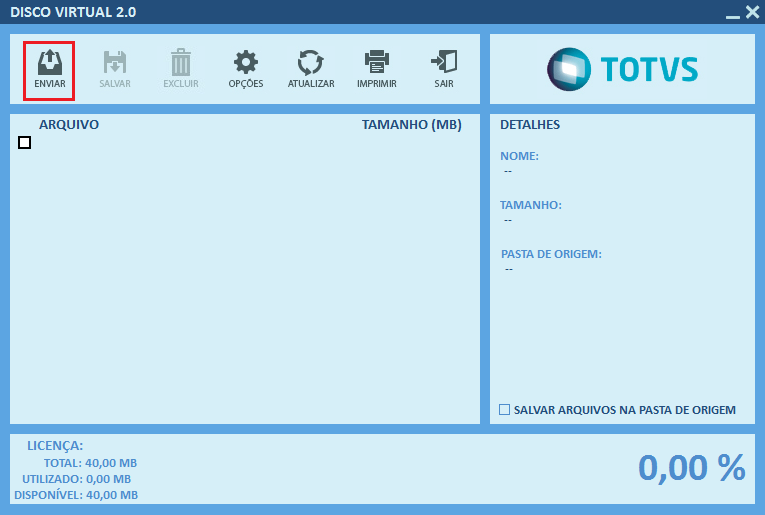 DISCO VIRTUAL 2.0
ENVIAR SALVAR EXCLUIR OPÇÕES ATUALIZAR IMPRIMIR SAIR
TOTVS
ARQUIVO TAMANHO (MB)
DETALHES
NOME:
--
TAMANHO:
--
PASTA DE ORIGEM:
--
SALVAR ARQUIVOS NA PASTA DE ORIGEM
LICENÇA:
TOTAL: 40,00 MB
UTILIZADO: 0,00 MB
DISPONÍVEL: 40,00 MB
0,00 %